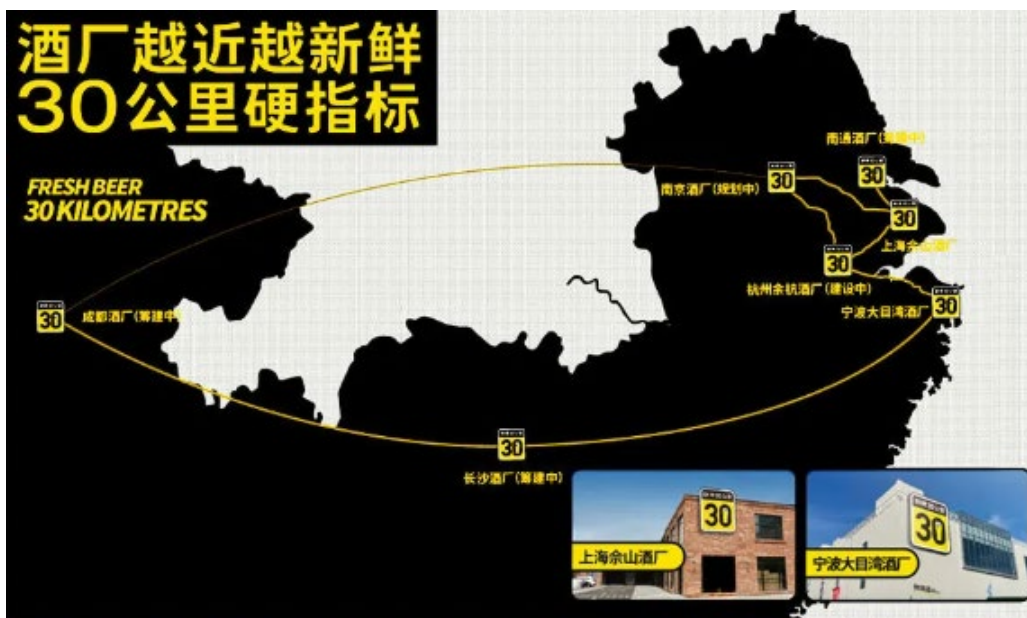 酒厂越近越新鲜
30公里硬指标
FRESH BEER
30 KILOMETRES
南通酒厂
30
30
南京酒厂(规划中)
30
上海佘山酒厂
30
杭州余杭酒厂(建设中)
30
宁波大目湾酒厂
30
成都酒厂(筹建中)
30
长沙酒厂(筹建中)
30
上海佘山酒厂
30
宁波大目湾酒厂